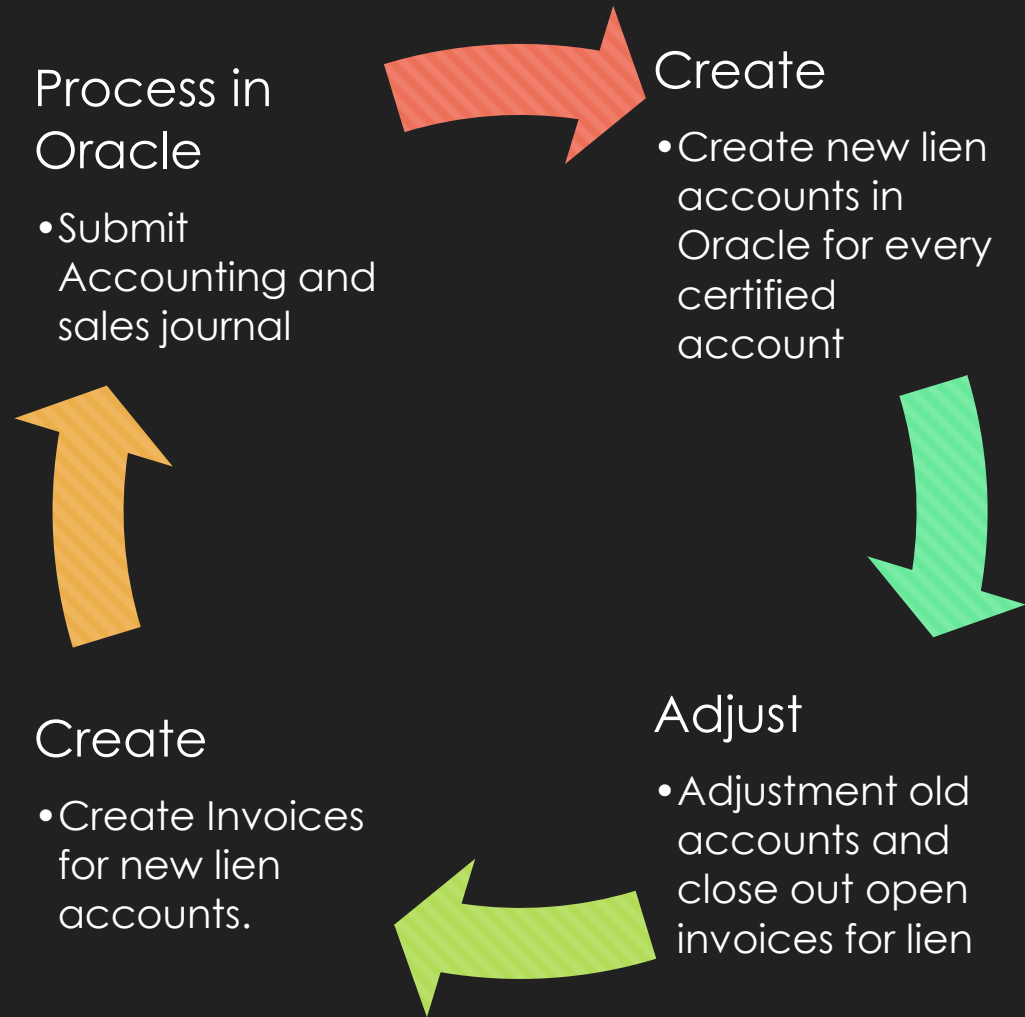 Process in
Oracle
•Submit
Accounting and
sales journal
Create
•Create new lien
accounts in
Oracle for every
certified
account
Adjust
•Adjustment old
accounts and
close out open
invoices for lien
Create
•Create Invoices
for new lien
accounts.